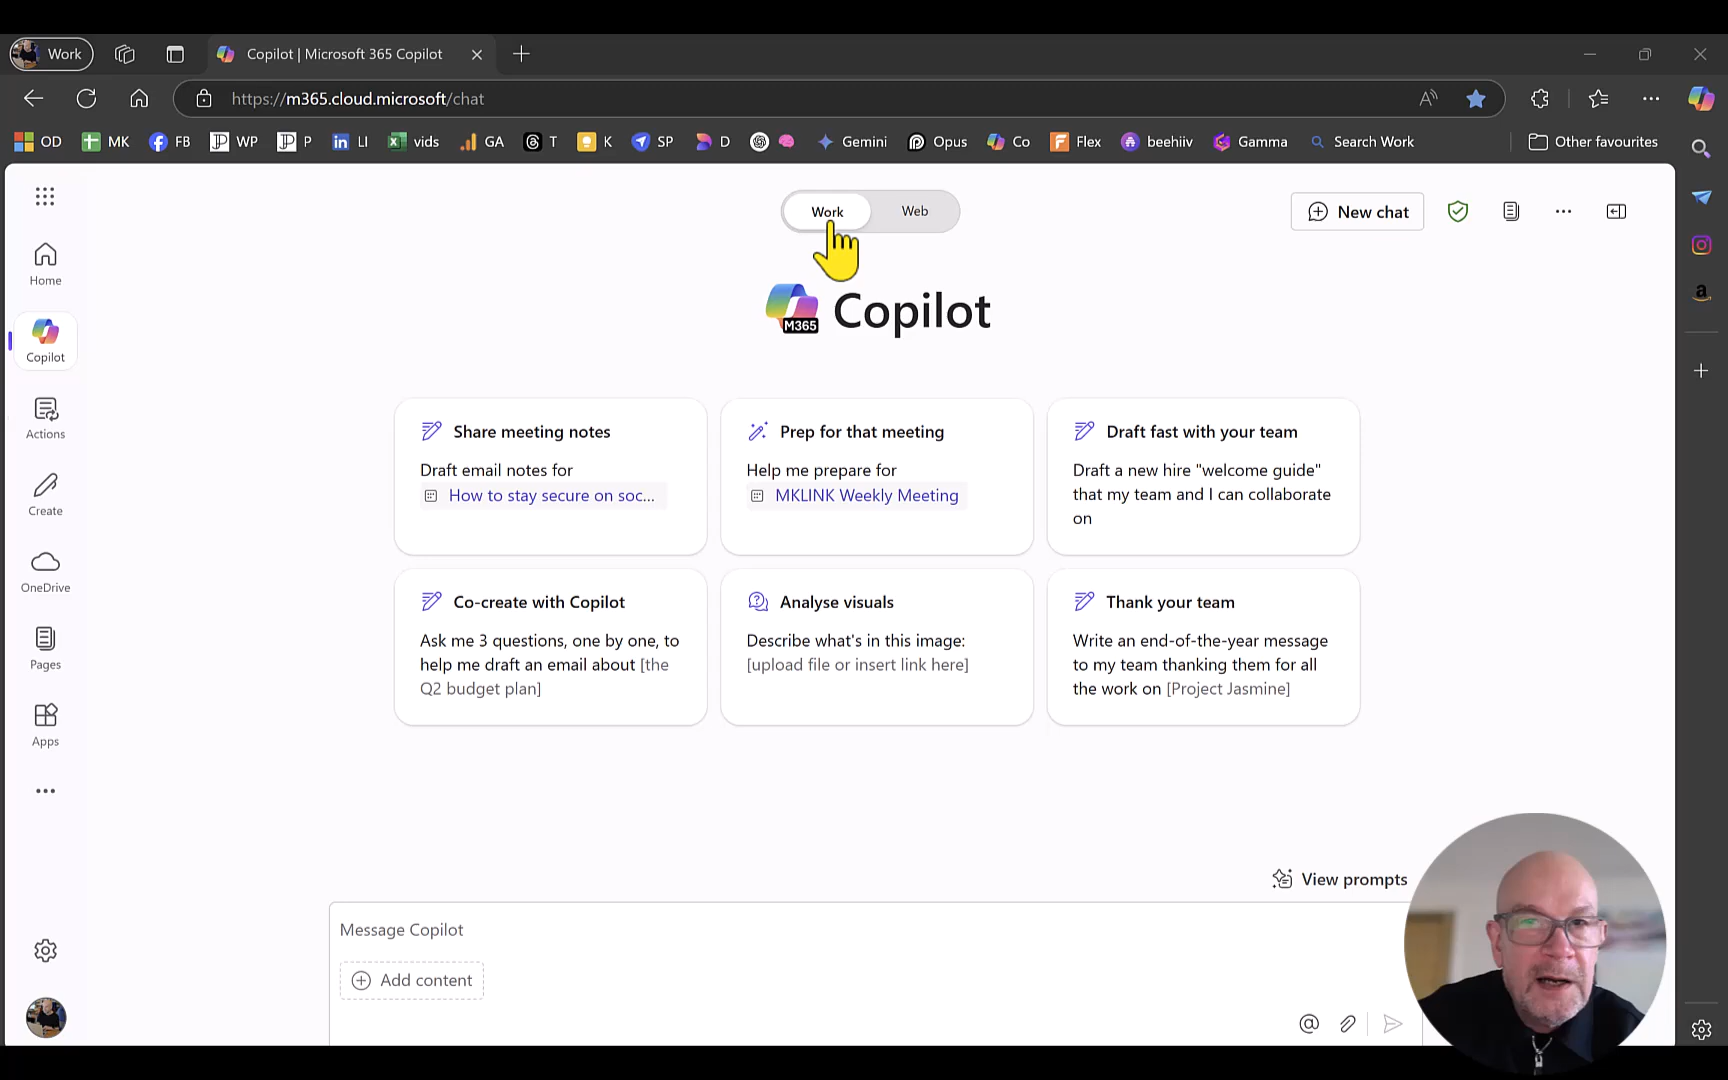 Work
Copilot | Microsoft 365 Copilot
https://m365.cloud.microsoft/chat
OD
MK
FB
WP
P
LI
vids
GA
T
K
SP
D
Gemini
Opus
Co
Flex
beehiiv
Gamma
Search Work
Other favourites
Work
Web
New chat
Home
Copilot
Actions
Create
OneDrive
Pages
Apps
M365
Copilot
Share meeting notes
Draft email notes for
How to stay secure on soc...
Prep for that meeting
Help me prepare for
MKLINK Weekly Meeting
Draft fast with your team
Draft a new hire "welcome guide"
that my team and I can collaborate
on
Co-create with Copilot
Ask me 3 questions, one by one, to
help me draft an email about [the
Q2 budget plan]
Analyse visuals
Describe what's in this image:
[upload file or insert link here]
Thank your team
Write an end-of-the-year message
to my team thanking them for all
the work on [Project Jasmine]
View prompts
Message Copilot
Add content